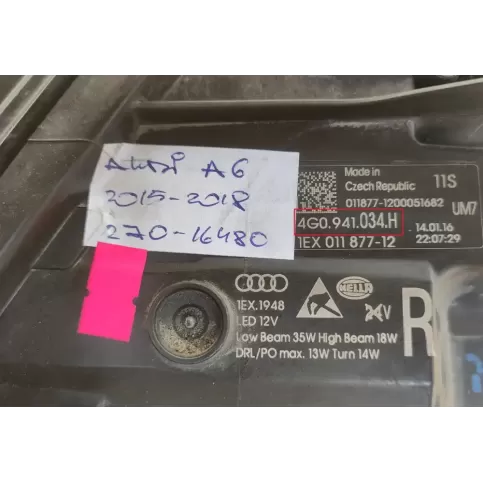 A6
2015-2018
270-16480
Made in
Czech Republic
11S
011877-1200051682
UM7
4G0.941.034.H
14.01.16
1EX 011 877-12
22:07:29
HELLA
1EX.1948
LED 12V
24V
Low Beam 35W High Beam 18W
DRL/PO max. 13W Turn 14W
R